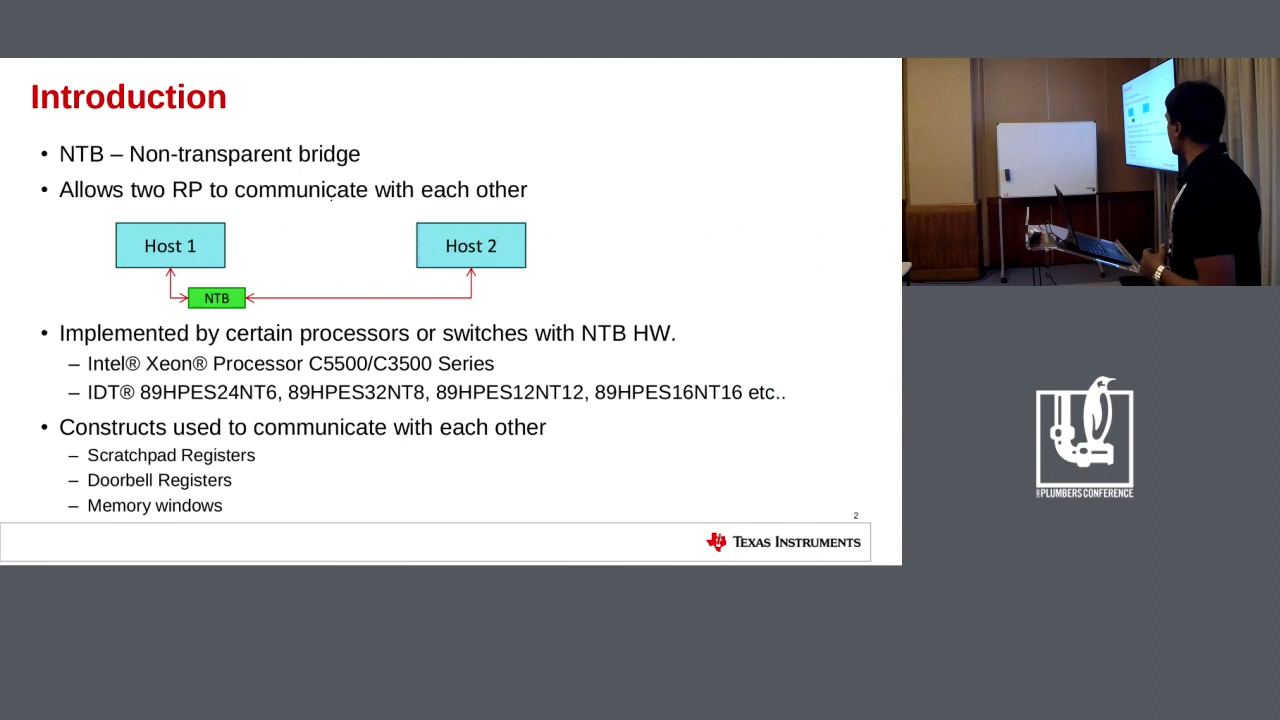 Introduction
• NTB – Non-transparent bridge
• Allows two RP to communicate with each other
Host 1
Host 2
NTB
• Implemented by certain processors or switches with NTB HW.
– Intel® Xeon® Processor C5500/C3500 Series
– IDT® 89HPES24NT6, 89HPES32NT8, 89HPES12NT12, 89HPES16NT16 etc..
• Constructs used to communicate with each other
– Scratchpad Registers
– Doorbell Registers
– Memory windows
2
TEXAS INSTRUMENTS
PLUMBERS CONFERENCE